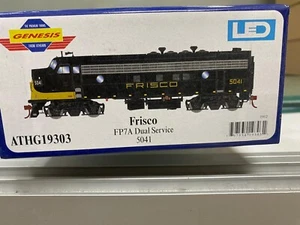 GENESIS
LED
FRISCO
5041
Frisco
FP7A Dual Service
5041
ATHG19303